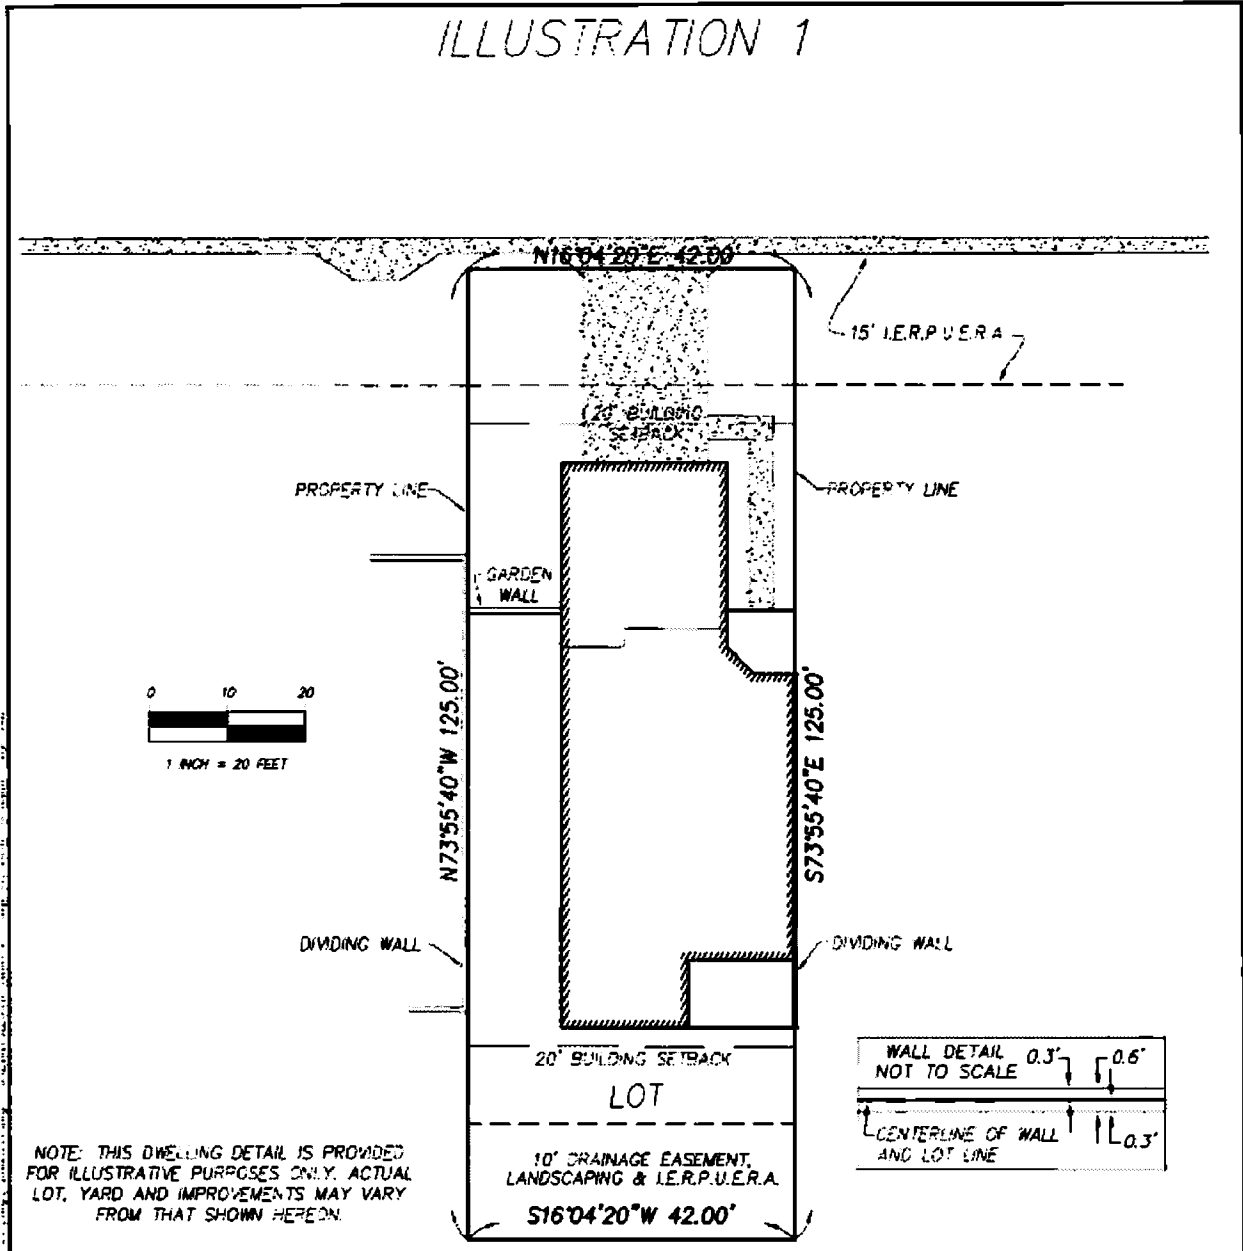 ILLUSTRATION 1
N16°04'20"E 42.00'
15' I.E.R.P.U.E.R.A
20' BUILDING
SETBACK
PROPERTY LINE
PROPERTY LINE
GARDEN
WALL
0 10 20
1 INCH = 20 FEET
N73°55'40"W 125.00'
S73°55'40"E 125.00'
DIVIDING WALL
DIVIDING WALL
20' BUILDING SETBACK
LOT
WALL DETAIL
NOT TO SCALE
0.3'
0.6'
CENTERLINE OF WALL
AND LOT LINE
0.3'
NOTE: THIS DWELLING DETAIL IS PROVIDED
FOR ILLUSTRATIVE PURPOSES ONLY. ACTUAL
LOT, YARD AND IMPROVEMENTS MAY VARY
FROM THAT SHOWN HEREON.
10' DRAINAGE EASEMENT,
LANDSCAPING & I.E.R.P.U.E.R.A.
S16°04'20"W 42.00'